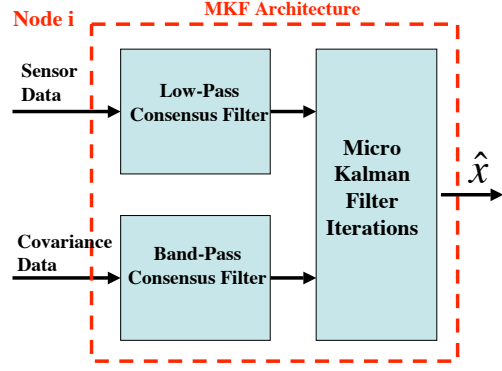 Node i
MKF Architecture
Sensor
Data
Low-Pass
Consensus Filter
Micro
Kalman
Filter
Iterations
x̂
Covariance
Data
Band-Pass
Consensus Filter